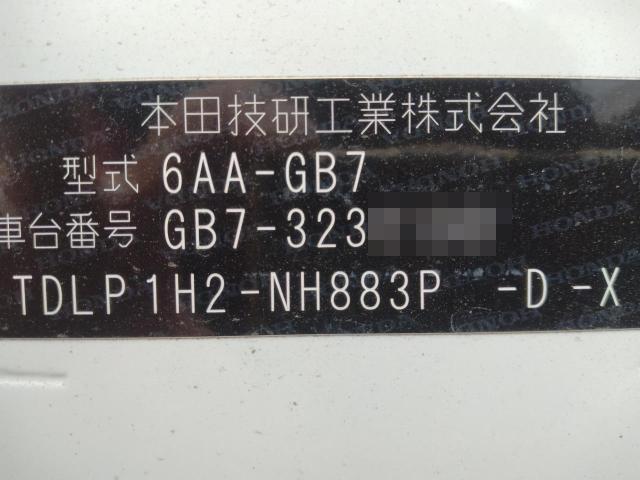 本田技研工業株式会社
型式 6AA-GB7
車台番号 GB7-323
TDLP1H2-NH883P -D-X